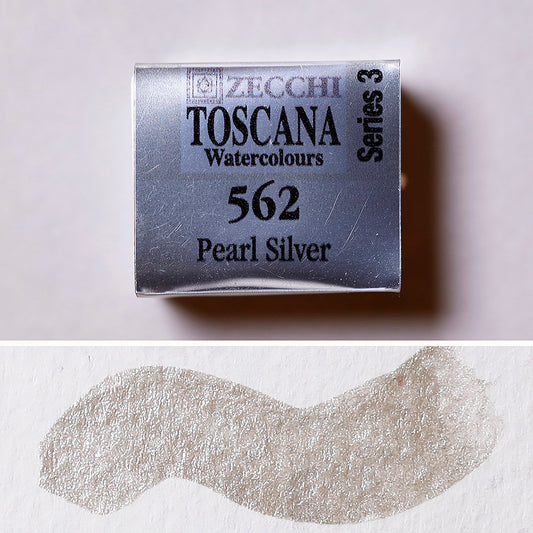 ZECCHI
TOSCANA
Watercolours
562
Pearl Silver
Series 3